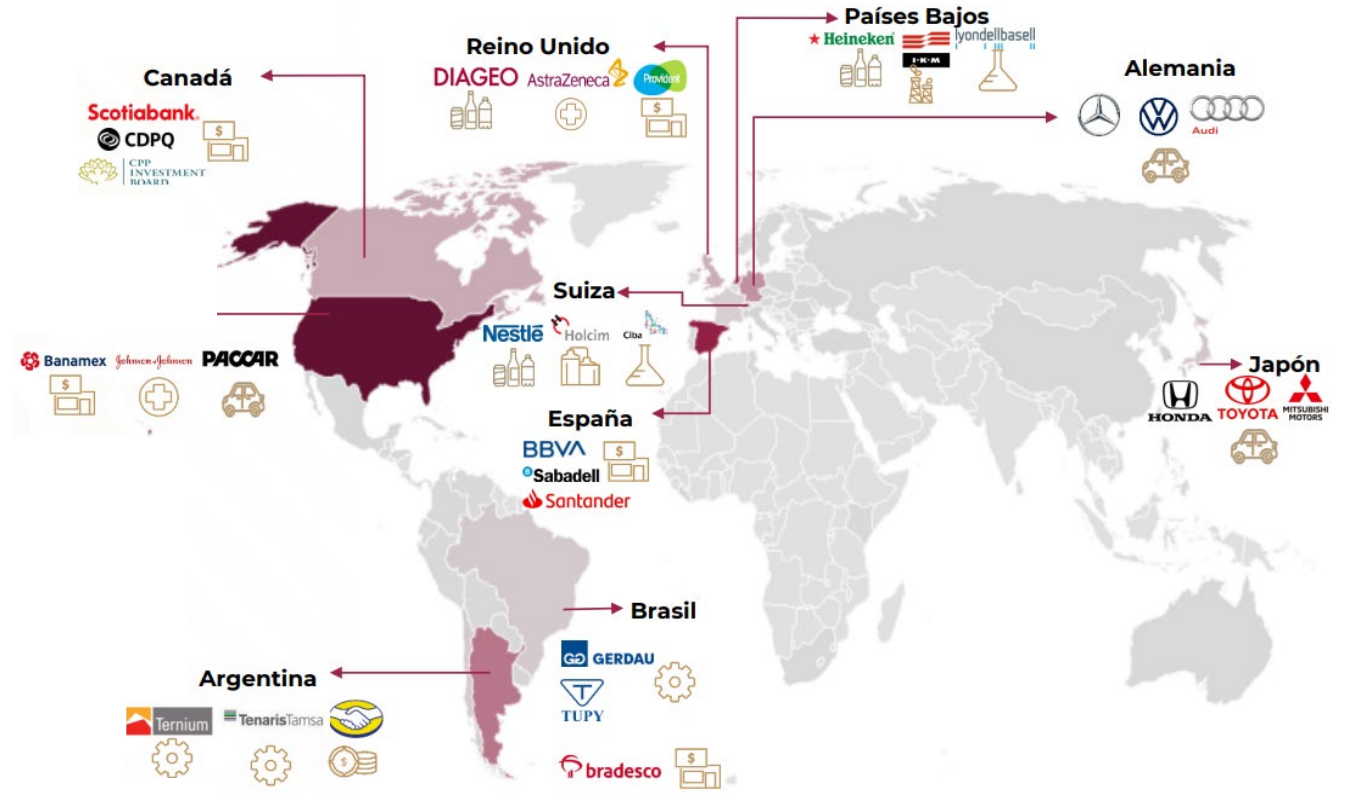 Países Bajos
Heineken
lyondellbasell
I·K·M
Reino Unido
DIAGEO
AstraZeneca
Provident
$
Canadá
Scotiabank.
CDPQ
$
CPP
INVESTMENT
BOARD
Alemania
Audi
Suiza
Nestlé
Holcim
Ciba
Banamex
Johnson & Johnson
PACCAR
$
España
BBVA
$
Sabadell
Santander
Japón
HONDA
TOYOTA
MITSUBISHI
MOTORS
Brasil
GERDAU
TUPY
bradesco
$
Argentina
Ternium
TenarisTamsa
$